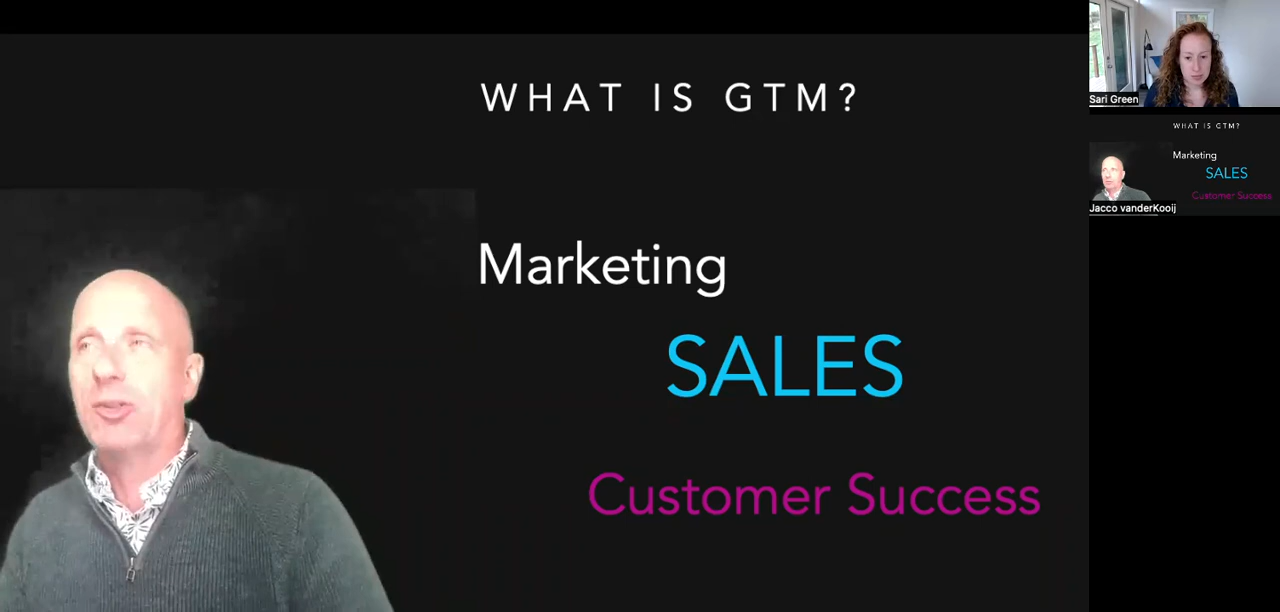 WHAT IS GTM?
Marketing
SALES
Customer Success
Sari Green
WHAT IS GTM?
Marketing
SALES
Customer Success
Jacco vanderKooij